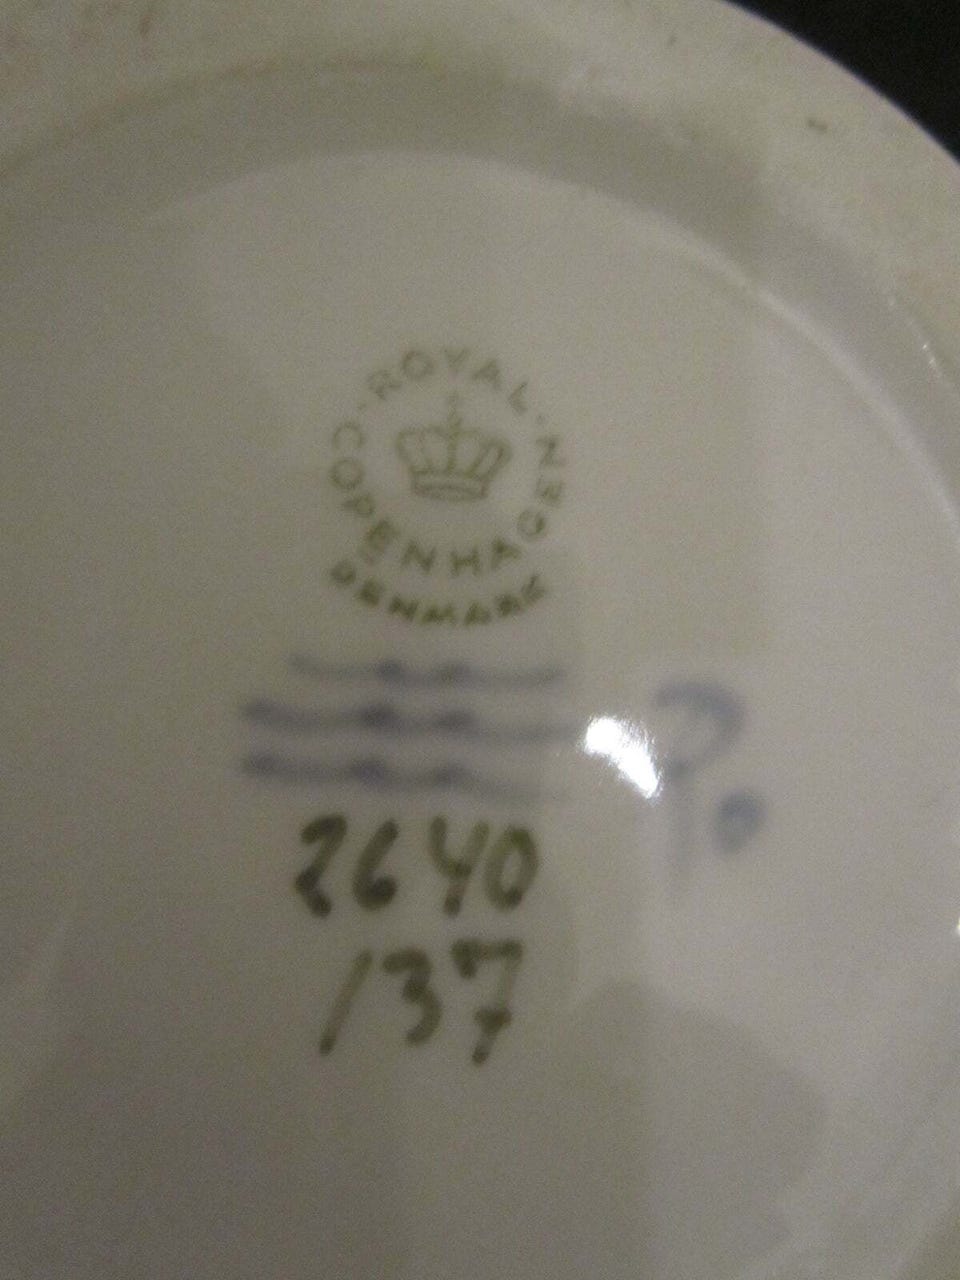 ROYAL
COPENHAGEN
DENMARK
2640
137